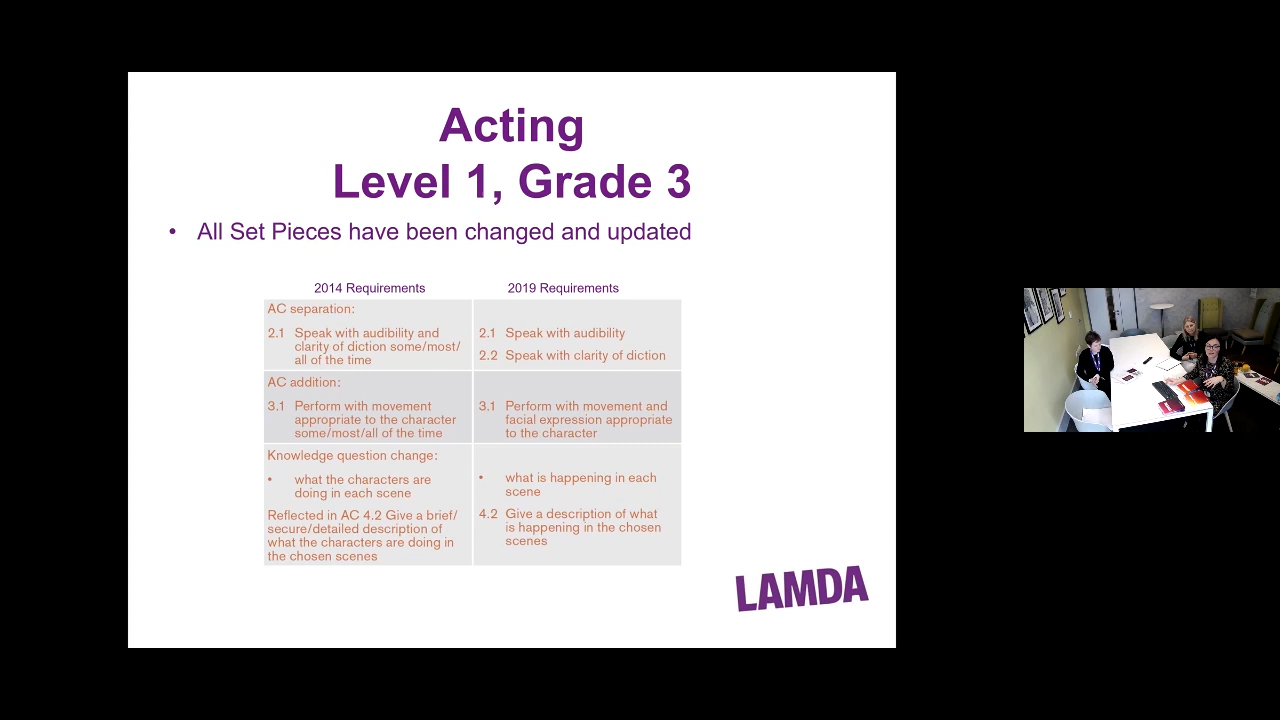 Acting
Level 1, Grade 3
• All Set Pieces have been changed and updated
2014 Requirements
2019 Requirements
AC separation:
2.1 Speak with audibility and
clarity of diction some/most/
all of the time
2.1 Speak with audibility
2.2 Speak with clarity of diction
AC addition:
3.1 Perform with movement
appropriate to the character
some/most/all of the time
3.1 Perform with movement and
facial expression appropriate
to the character
Knowledge question change:
• what the characters are
doing in each scene
Reflected in AC 4.2 Give a brief/
secure/detailed description of
what the characters are doing in
the chosen scenes
• what is happening in each
scene
4.2 Give a description of what
is happening in the chosen
scenes
LAMDA